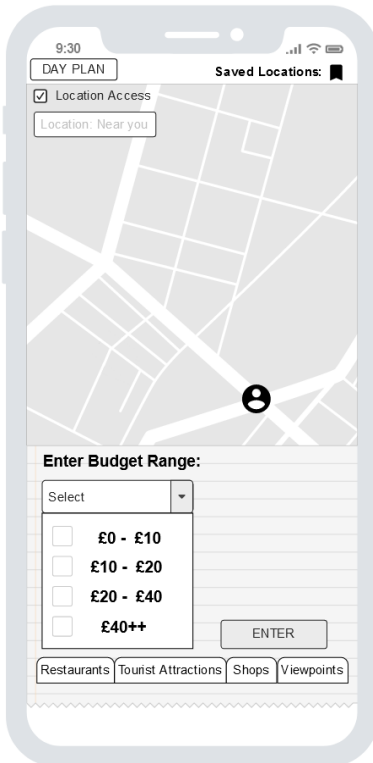 9:30
DAY PLAN
Saved Locations:
Location Access
Location: Near you
Enter Budget Range:
Select
£0 - £10
£10 - £20
£20 - £40
£40++
ENTER
Restaurants Tourist Attractions Shops Viewpoints